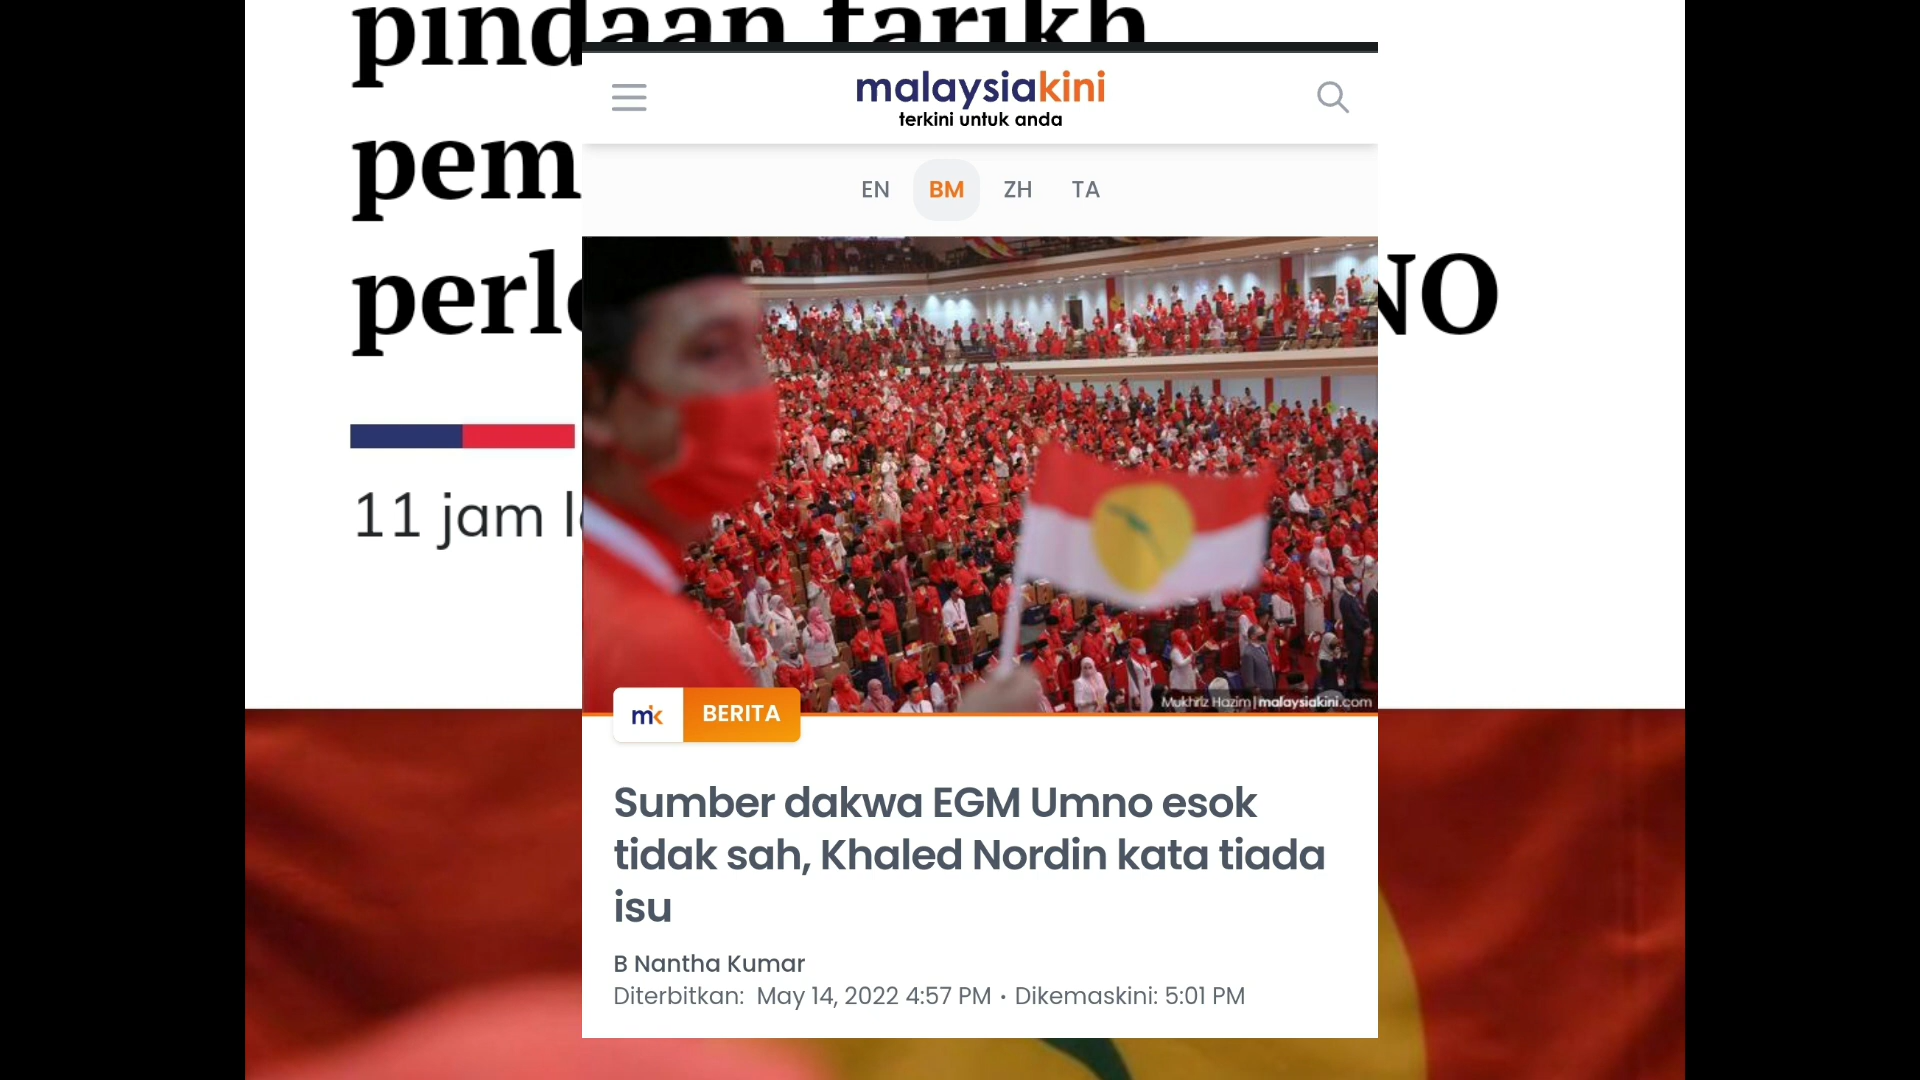 pindaan tarikh
pem
perl
NO
11 jam l
malaysiakini
terkini untuk anda
EN BM ZH TA
Mukhriz Hazim | malaysiakini.com
mk BERITA
Sumber dakwa EGM Umno esok
tidak sah, Khaled Nordin kata tiada
isu
B Nantha Kumar
Diterbitkan: May 14, 2022 4:57 PM • Dikemaskini: 5:01 PM